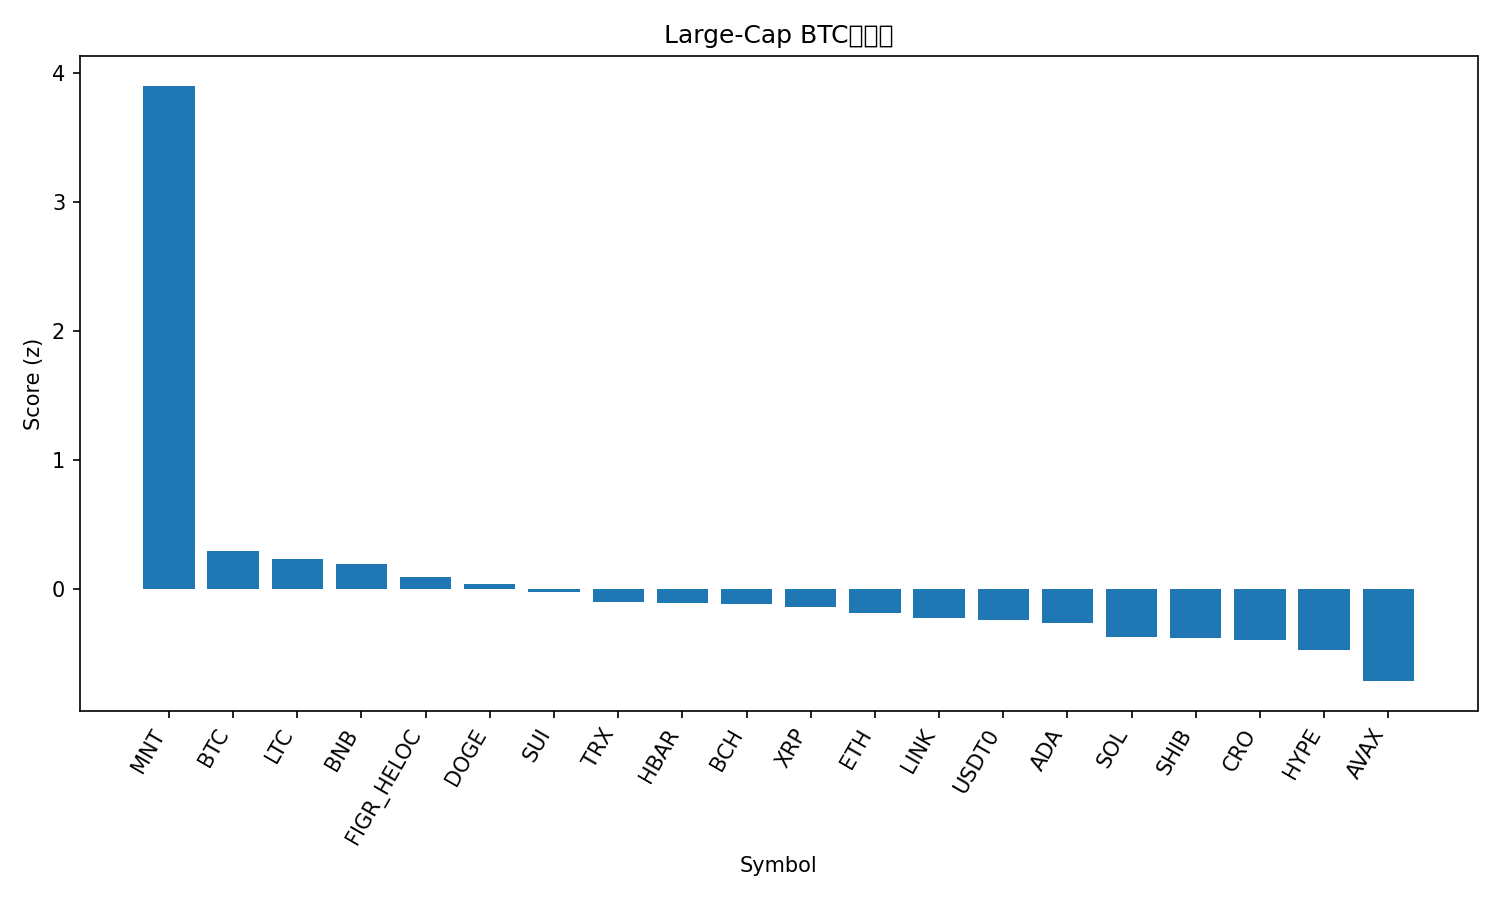 Large-Cap BTC
4
3
2
1
0
Score (z)
MNT
BTC
LTC
BNB
FIGR_HELOC
DOGE
SUI
TRX
HBAR
BCH
XRP
ETH
LINK
USDT0
ADA
SOL
SHIB
CRO
HYPE
AVAX
Symbol